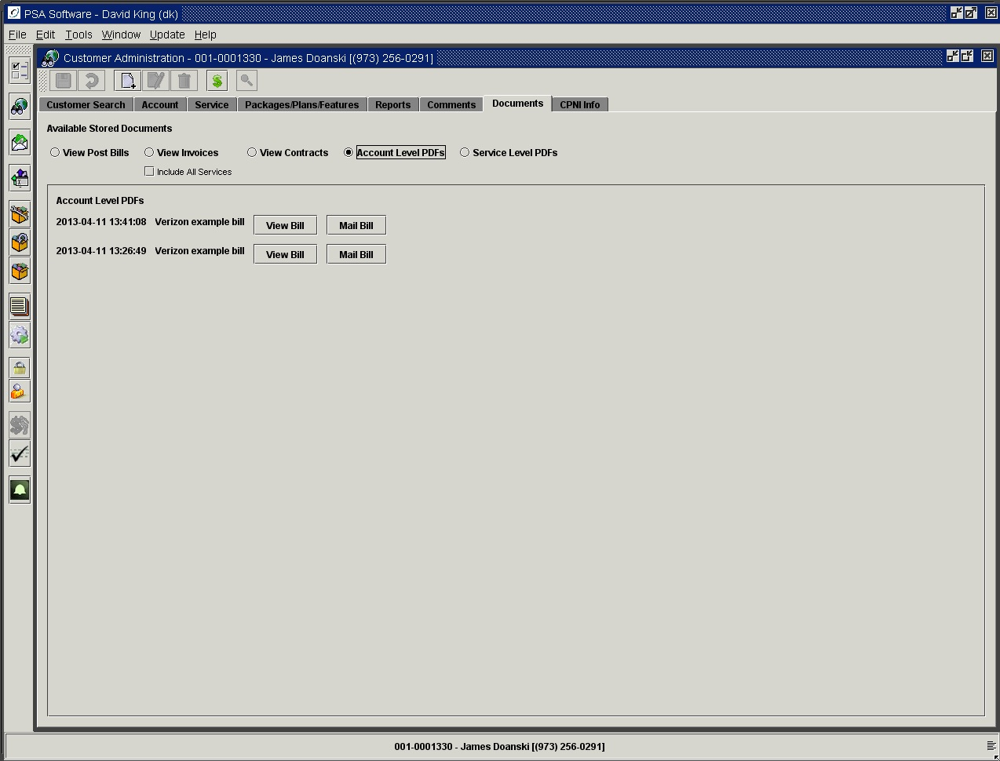 PSA Software - David King (dk)
File Edit Tools Window Update Help
Customer Administration - 001-0001330 - James Doanski [(973) 256-0291]
Customer Search Account Service Packages/Plans/Features Reports Comments Documents CPNI Info
Available Stored Documents
View Post Bills View Invoices View Contracts Account Level PDFs Service Level PDFs
Include All Services
Account Level PDFs
2013-04-11 13:41:08 Verizon example bill View Bill Mail Bill
2013-04-11 13:26:49 Verizon example bill View Bill Mail Bill
001-0001330 - James Doanski [(973) 256-0291]